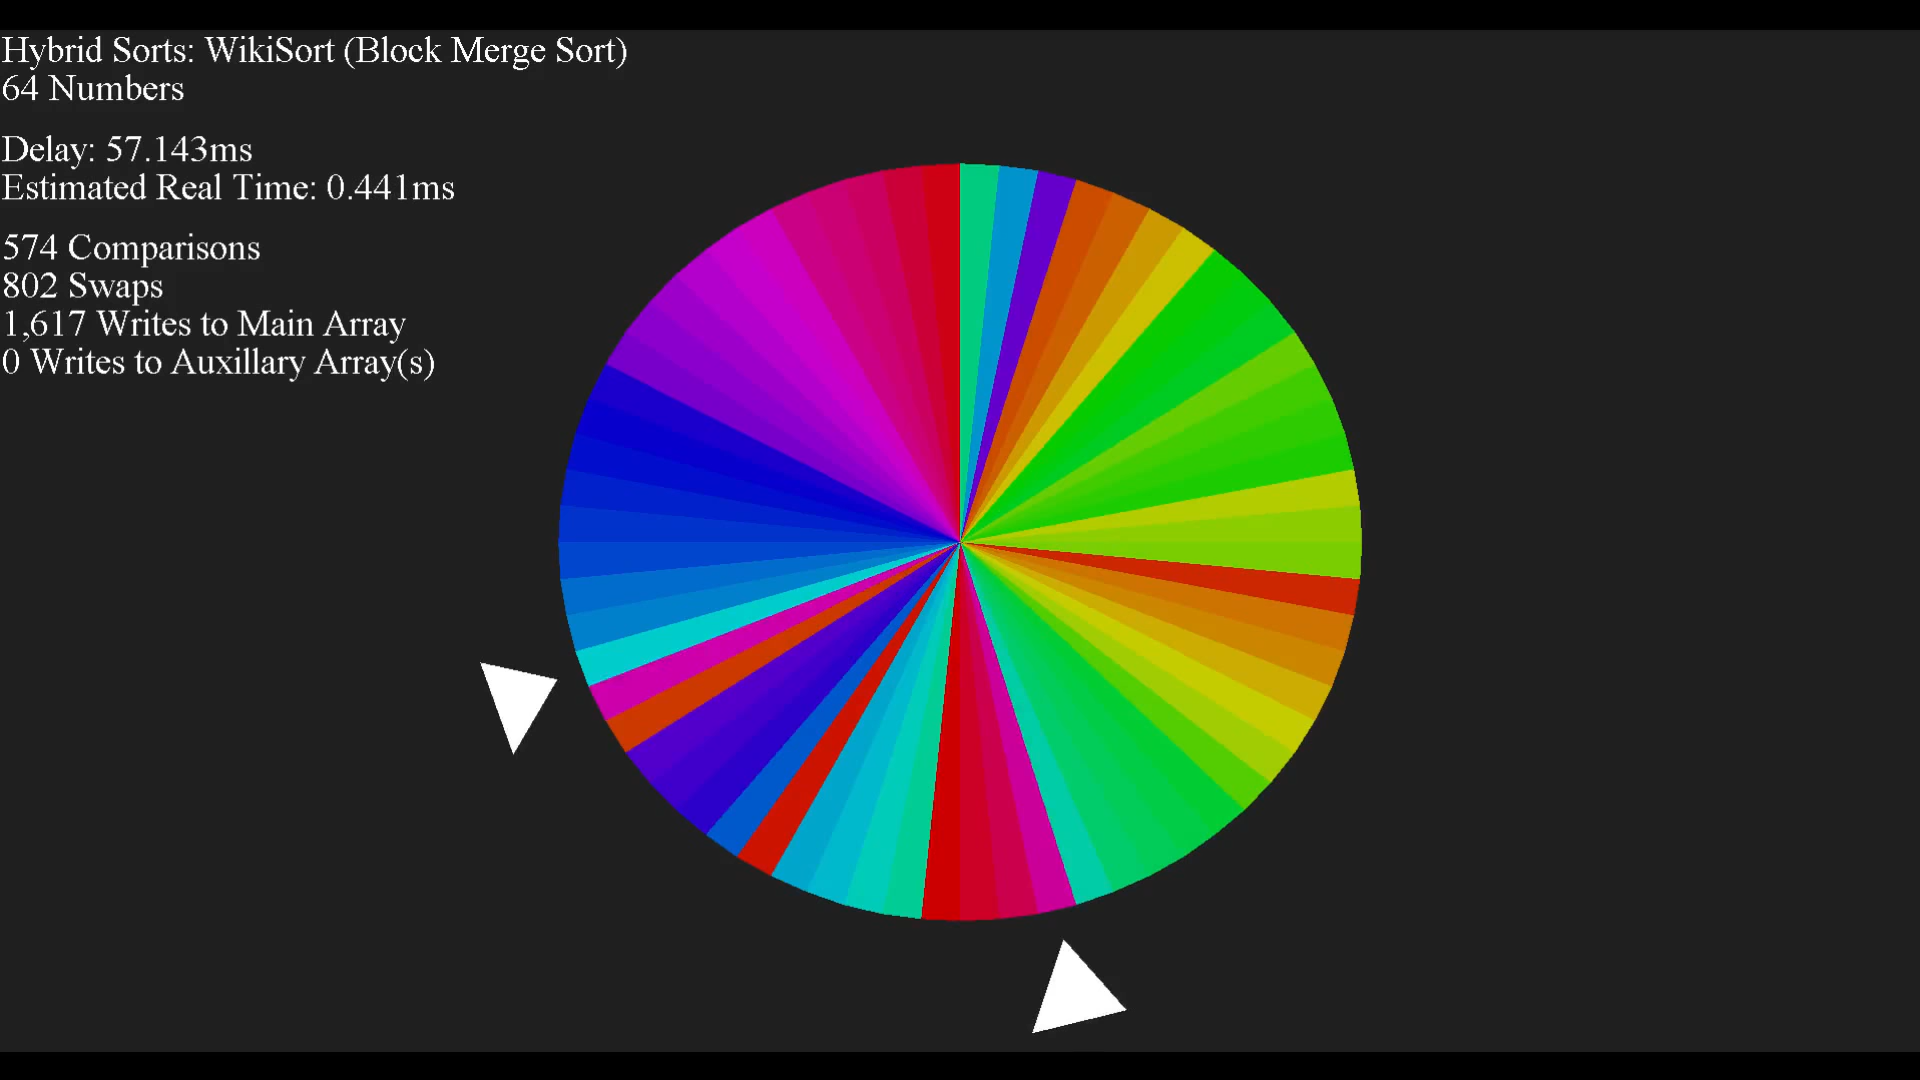 Hybrid Sorts: WikiSort (Block Merge Sort)
64 Numbers
Delay: 57.143ms
Estimated Real Time: 0.441ms
574 Comparisons
802 Swaps
1,617 Writes to Main Array
0 Writes to Auxillary Array(s)